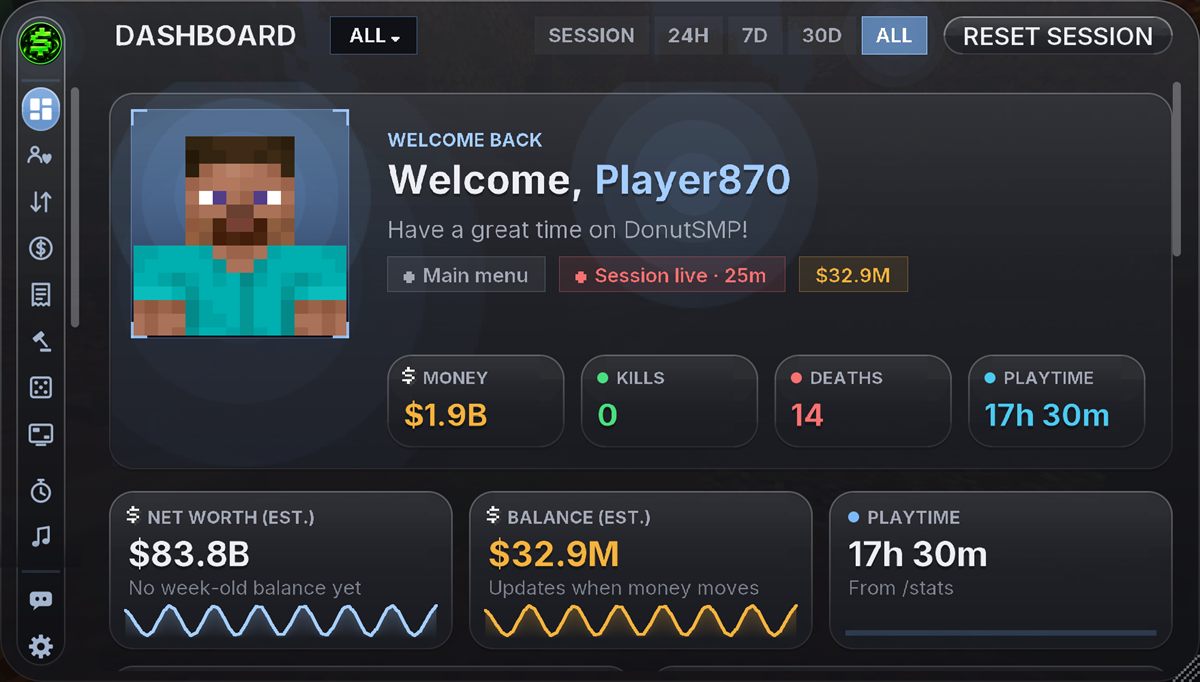 DASHBOARD
ALL
SESSION
24H
7D
30D
ALL
RESET SESSION
WELCOME BACK
Welcome, Player870
Have a great time on DonutSMP!
Main menu
Session live · 25m
$32.9M
MONEY
$1.9B
KILLS
0
DEATHS
14
PLAYTIME
17h 30m
NET WORTH (EST.)
$83.8B
No week-old balance yet
BALANCE (EST.)
$32.9M
Updates when money moves
PLAYTIME
17h 30m
From /stats